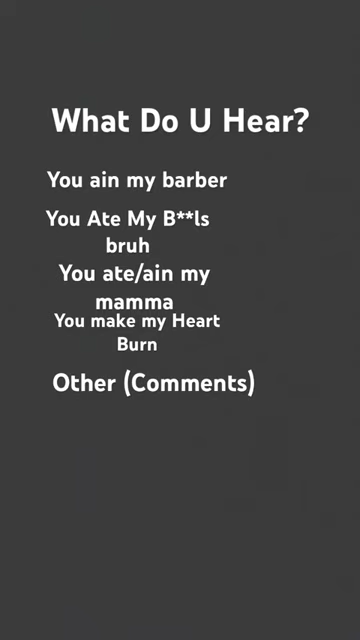 What Do U Hear?
You ain my barber
You Ate My B**ls
bruh
You ate/ain my
mamma
You make my Heart
Burn
Other (Comments)